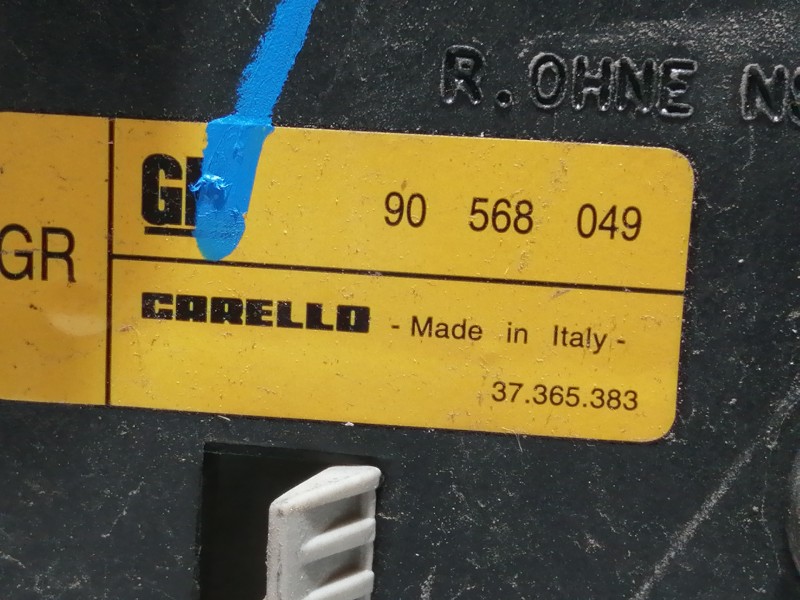 R. OHNE
GR
90 568 049
CARELLO - Made in Italy -
37.365.383